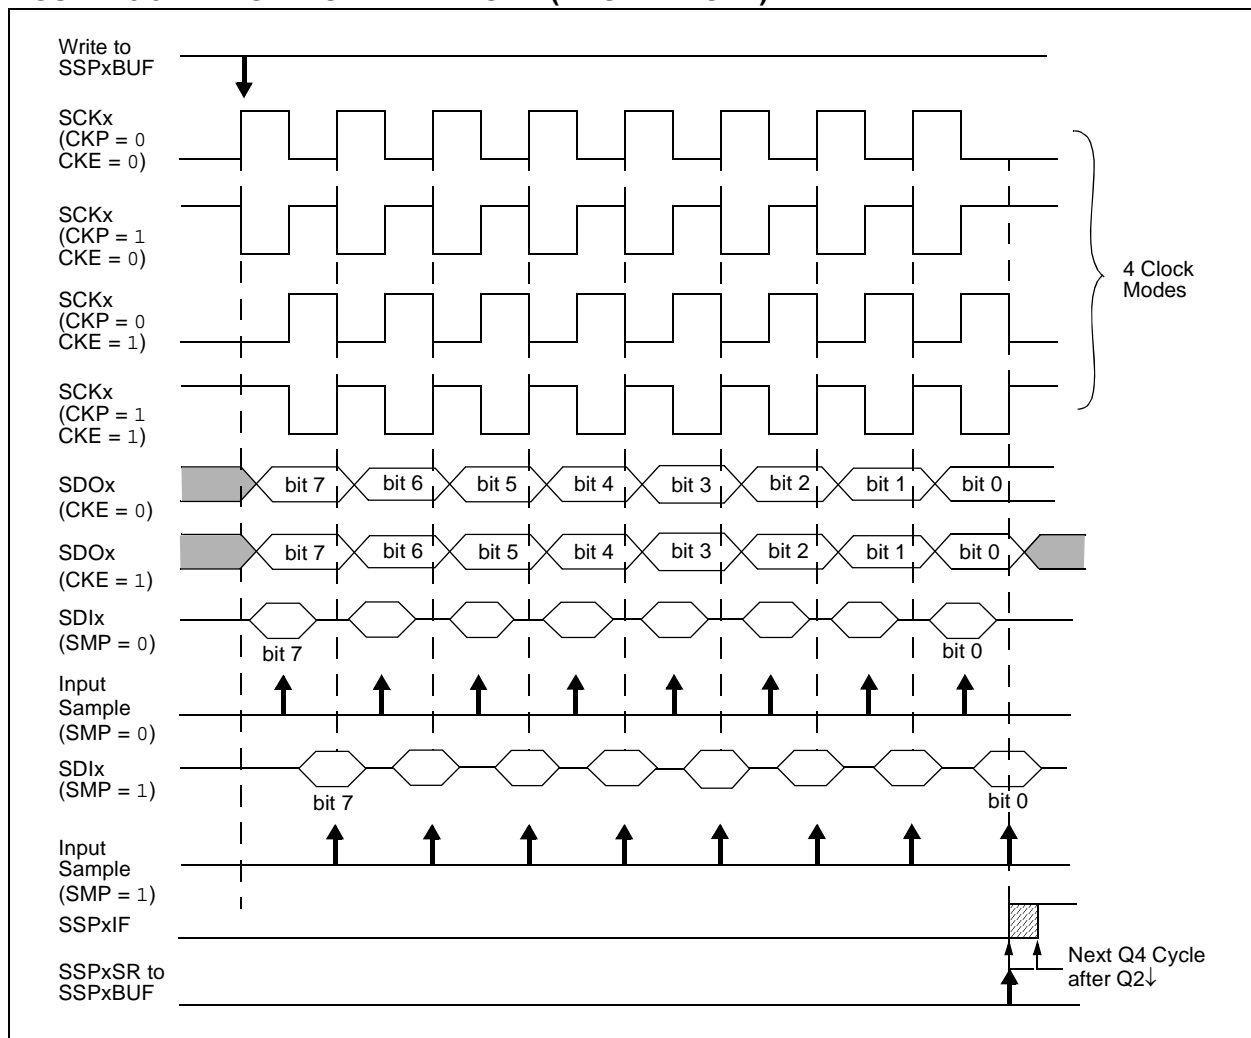 Write to
SSPxBUF
SCKx
(CKP = 0
CKE = 0)
SCKx
(CKP = 1
CKE = 0)
SCKx
(CKP = 0
CKE = 1)
SCKx
(CKP = 1
CKE = 1)
4 Clock
Modes
SDOx
(CKE = 0)
bit 7 bit 6 bit 5 bit 4 bit 3 bit 2 bit 1 bit 0
SDOx
(CKE = 1)
bit 7 bit 6 bit 5 bit 4 bit 3 bit 2 bit 1 bit 0
SDIx
(SMP = 0)
bit 7 bit 0
Input
Sample
(SMP = 0)
SDIx
(SMP = 1)
bit 7 bit 0
Input
Sample
(SMP = 1)
SSPxIF
SSPxSR to
SSPxBUF
Next Q4 Cycle
after Q2↓